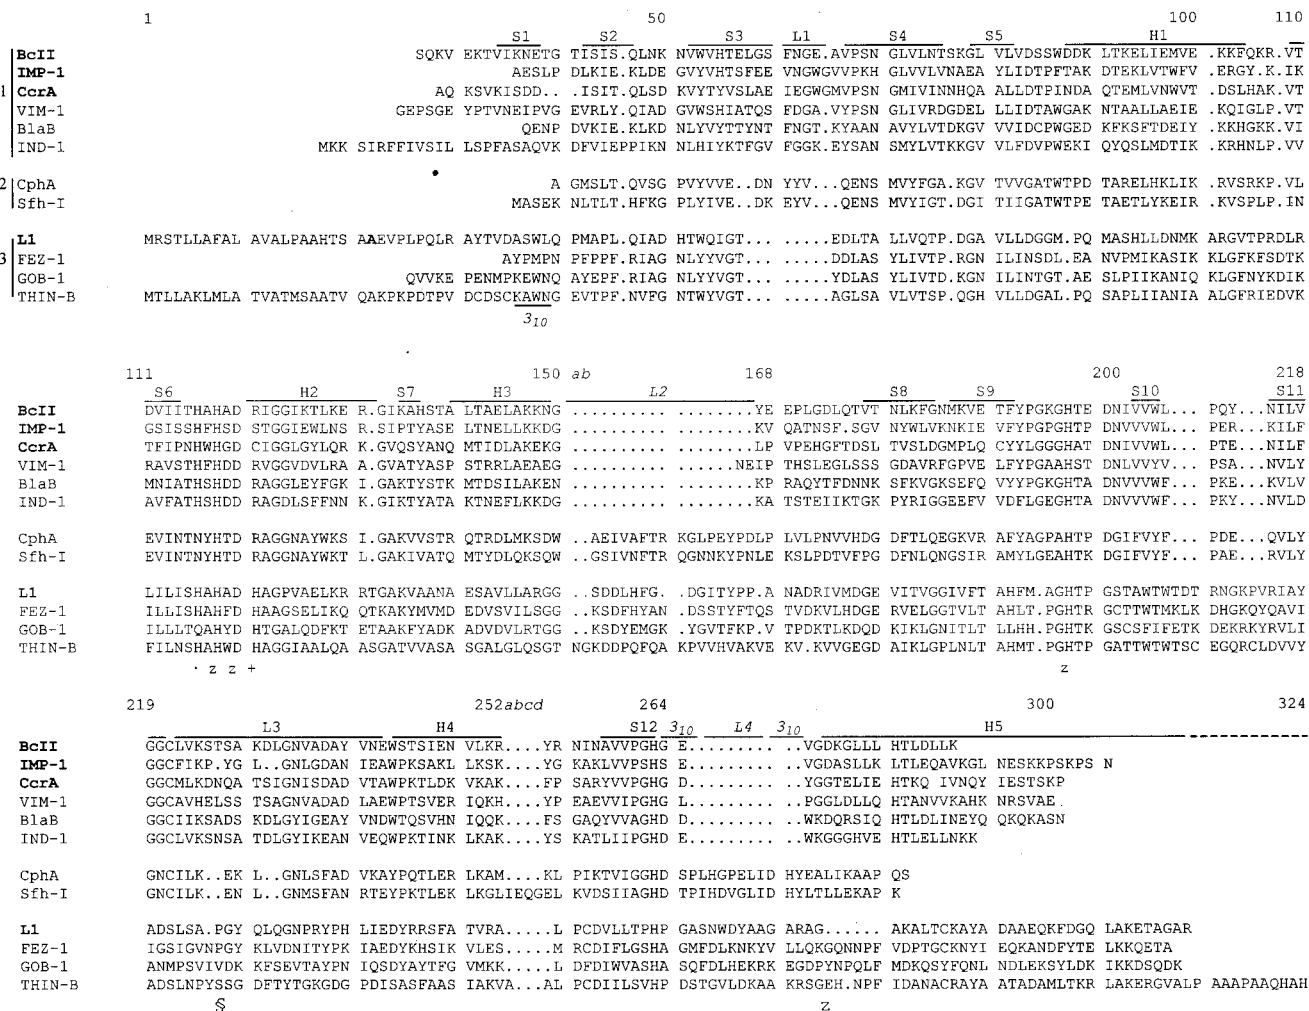 1 50 100 110
S1 S2 S3 L1 S4 S5 H1
BcII SQKV EKTVIKNETG TISIS.QLNK NVWVHTELGS FNGE.AVPSN GLVLNTSKGL VLVDSSWDDK LTKELIEMVE .KKFQKR.VT
IMP-1 AESLP DLKIE.KLDE GVYVHTSFEE VNGWGVVPKH GLVVLVNAEA YLIDTPFTAK DTEKLVTWFV .ERGY.K.IK
1 CcrA AQ KSVKISDD.. .ISIT.QLSD KVYTYVSLAE IEGWGMVPSN GMIVINNHQA ALLDTPINDA QTEMLVNWVT .DSLHAK.VT
VIM-1 GEPSGE YPTVNEIPVG EVRLY.QIAD GVWSHIATQS FDGA.VYPSN GLIVRDGDEL LLIDTAWGAK NTAALLAEIE .KQIGLP.VT
BlaB QENP DVKIE.KLKD NLYVYTTYNT FNGT.KYAAN AVYLVTDKGV VVIDCPWGED KFKSFTDEIY .KKHGKK.VI
IND-1 MKK SIRFFIVSIL LSPFASAQVK DFVIEPPIKN NLHIYKTFGV FGGK.EYSAN SMYLVTKKGV VLFDVPWEKI QYQSLMDTIK .KRHNLP.VV
2 CphA A GMSLT.QVSG PVYVVE..DN YYV...QENS MVYFGA.KGV TVVGATWTPD TARELHKLIK .RVSRKP.VL
Sfh-I MASEK NLTLT.HFKG PLYIVE..DK EYV...QENS MVYIGT.DGI TIIGATWTPE TAETLYKEIR .KVSPLP.IN
L1 MRSTLLAFAL AVALPAAHTS AAEVPLPQLR AYTVDASWLQ PMAPL.QIAD HTWQIGT... .....EDLTA LLVQTP.DGA VLLDGGM.PQ MASHLLDNMK ARGVTPRDLR
3 FEZ-1 AYPMPN PFPPF.RIAG NLYYVGT... .....DDLASY LIVTP.RGN ILINSDL.EA NVPMIKASIK KLGFKFSDTK
GOB-1 QVVKEP EPENMPKEWNQ AYEPF.RIAG NLYYVGT... .....YDLASY LIVTD.KGN ILINTGT.AE SLPIIKANIQ KLGFNYKDIK
THIN-B MTLLAKLMLA TVATMSAATV QAKPKPDTPV DCDSCKAWNG EVTPF.NVFG NTWYVGT... .....AGLSA VLVTSP.QGH VLLDGAL.PQ SAPLIIANIA ALGFRIEDVK
3₁₀
111 150 ab 168 200 218
S6 H2 S7 H3 L2 S8 S9 S10 S11
BcII DVIITHAHAD RIGGIKTLKE R.GIKAHSTA LTAELAKKNG .......... .......... .......YE EPLGDLQTVT NLKFGNMKVE TFYPGKGHTE DNIVVWL... PQY...NILV
IMP-1 GSISSHFHSD STGGIEWLNS R.SIPTYASE LTNELLKKDG .......... .......... .......KV QATNSF.SGV NYWLVKNKIE VFYPGPGHTP DNVVVWL... PER...KILF
CcrA TFIPNHWHGD CIGGLGYLQR K.GVQSYANQ MTIDLAKEKG .......... .......... .......LP VPEHGFTDSL TVSLDGMPLQ CYYLGGGHAT DNIVVWL... PTE...NILF
VIM-1 RAVSTHFHDD RVGGVDVLRA A.GVATYASP STRRLAEAEG .......... .......... .....NEIP THSLEGLSSS GDAVRFGPVE LFYPGAAHST DNLVVYV... PSA...NVLY
BlaB MNIATHSHDD RAGGLEYFGK I.GAKTYSTK MTDSILAKEN .......... .......... .......KP RAQYTFDNNK SFKVGKSEFQ VYYPGKGHTA DNVVVWF... PKE...KVLV
IND-1 AVFATHSHDD RAGDLSFFNN K.GIKTYATA KTNEFLKKDG .......... .......... .......KA TSTEIIKTGK PYRIGGEEFV VDFLGEGHTA DNVVVWF... PKY...NVLD
CphA EVINTNYHTD RAGGNAYWKS I.GAKVVSTR QTRDLMKSDW ..AEIVAFTR KGLPEYPDLP LVLPNVVHDG DFTLQEGKVR AFYAGPAHTP DGIFVYF... PDE...QVLY
Sfh-I EVINTNYHTD RAGGNAYWKT L.GAKIVATQ MTYDLQKSQW ..GSIVNFTR QGNNKYPNLE KSLPDTVFPG DFNLQNGSIR AMYLGEAHTK DGIFVYF... PAE...RVLY
L1 LILISHAHAD HAGPVAELKR RTGAKVAANA ESAVLLARGG ..SDDLHFG. .DGITYPP.A NADRIVMDGE VITVGGIVFT AHFM.AGHTP GSTAWTWTDT RNGKPVRIAY
FEZ-1 ILLISHAHFD HAAGSELIKQ QTKAKYMVMD EDVSVILSGG ..KSDFHYAN .DSSTYFTQS TVDKVLHDGE RVELGGTVLT AHLT.PGHTR GCTTWTMKLK DHGKQYQAVI
GOB-1 ILLLTQAHYD HTGALQDFKT ETAAKFYADK ADVDVLRTGG ..KSDYEMGK .YGVTFKP.V TPDKTLKDQD KIKLGNITLT LLHH.PGHTK GSCSFIFETK DEKRKYRVLI
THIN-B FILNSHAHWD HAGGIAALQA ASGATVVASA SGALGLQSGT NGKDDPQFQA KPVVHVAKVE KV.KVVGEGD AIKLGPLNLT AHMT.PGHTP GATTWTWTSC EGQRCLDVVY
. z z + z
219 252abcd 264 300 324
L3 H4 S12 3₁₀ L4 3₁₀ H5
BcII GGCLVKSTSA KDLGNVADAY VNEWSTSIEN VLKR....YR NINAVVPGHG E......... ..VGDKGLLL HTLDLLK
IMP-1 GGCFIKP.YG L..GNLGDAN IEAWPKSAKL LKSK....YG KAKLVVPSHS E......... ..VGDASLLK LTLEQAVKGL NESKKPSKPS N
CcrA GGCMLKDNQA TSIGNISDAD VTAWPKTLDK VKAK....FP SARYVVPGHG D......... ..YGGTELIE HTKQ IVNQY IESTSKP
VIM-1 GGCAVHELSS TSAGNVADAD LAEWPTSVER IQKH....YP EAEVVIPGHG L......... ..PGGLDLLQ HTANVVKAHK NRSVAE
BlaB GGCIIKSADS KDLGYIGEAY VNDWTQSVHN IQQK....FS GAQYVVAGHD D......... ..WKDQRSIQ HTLDLINEYQ QKQKASN
IND-1 GGCLVKSNSA TDLGYIKEAN VEQWPKTINK LKAK....YS KATLIIPGHD E......... ..WKGGGHVE HTLELLNKK
CphA GNCILK..EK L..GNLSFAD VKAYPQTLER LKAM....KL PIKTVIGGHD SPLHGPELID HYEALIKAAP QS
Sfh-I GNCILK..EN L..GNMSFAN RTEYPKTLEK LKGLIEQGEL KVDSIIAGHD TPIHDVGLID HYLTLLEKAP K
L1 ADSLSA.PGY QLQGNPRYPH LIEDYRRSFA TVRA.....L PCDVLLTPHP GASNWDYAAG ARAG......AKALTCKAYA DAAEQKFDGQ LAKETAGAR
FEZ-1 IGSIGVNPGY KLVDNITYPK IAEDYKHSIK VLES.....M RCDIFLGSHA GMFDLKNKYV LLQKGQNNPF VDPTGCKNYI EQKANDFYTE LKKQETA
GOB-1 ANMPSVIVDK KFSEVTAYPN IQSDYAYTFG VMKK.....L DFDIWVASHA SQFDLHEKRK EGDPYNPQLF MDKQSYFQNL NDLEKSYLDK IKKDSQDK
THIN-B ADSLNPYSSG DFTYTGKGDG PDISASFAAS IAKVA...AL PCDIILSVHP DSTGVLDKAA KRSGEH.NPF IDANACRAYA ATADAMLTKR LAKERGVALP AAAPAAQHAH
§ z